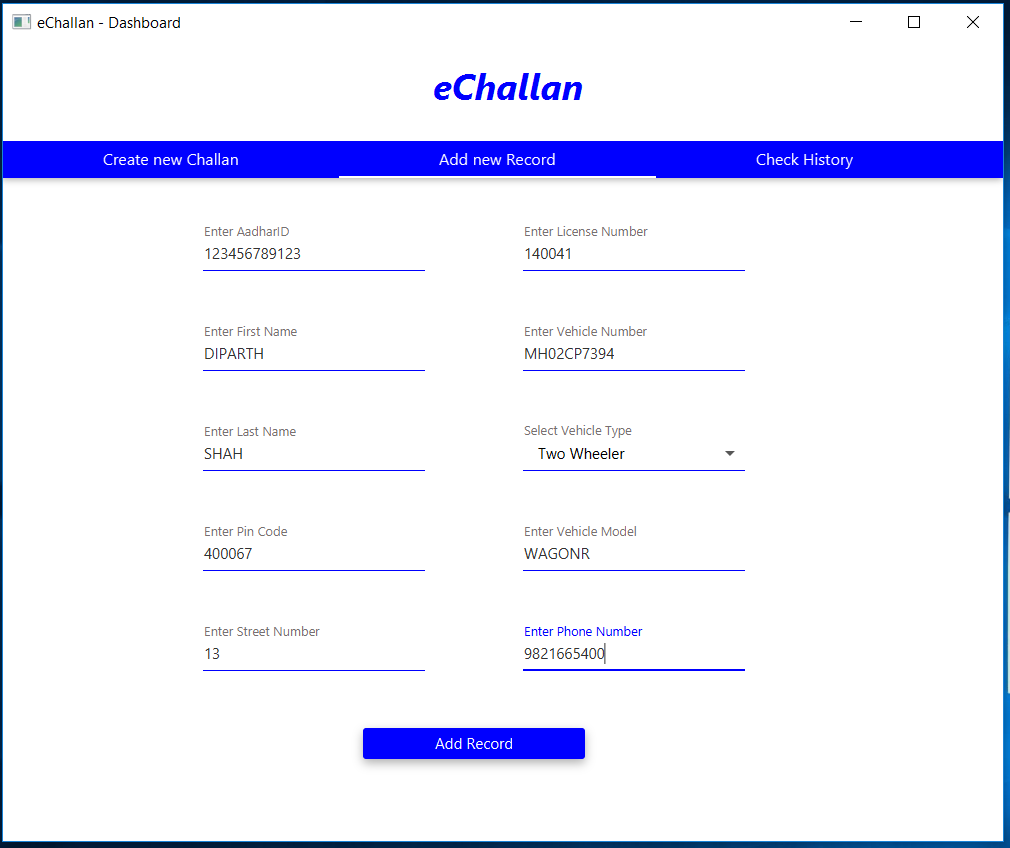 eChallan - Dashboard
eChallan
Create new Challan
Add new Record
Check History
Enter AadharID
123456789123
Enter License Number
140041
Enter First Name
DIPARTH
Enter Vehicle Number
MH02CP7394
Enter Last Name
SHAH
Select Vehicle Type
Two Wheeler
Enter Pin Code
400067
Enter Vehicle Model
WAGONR
Enter Street Number
13
Enter Phone Number
9821665400
Add Record